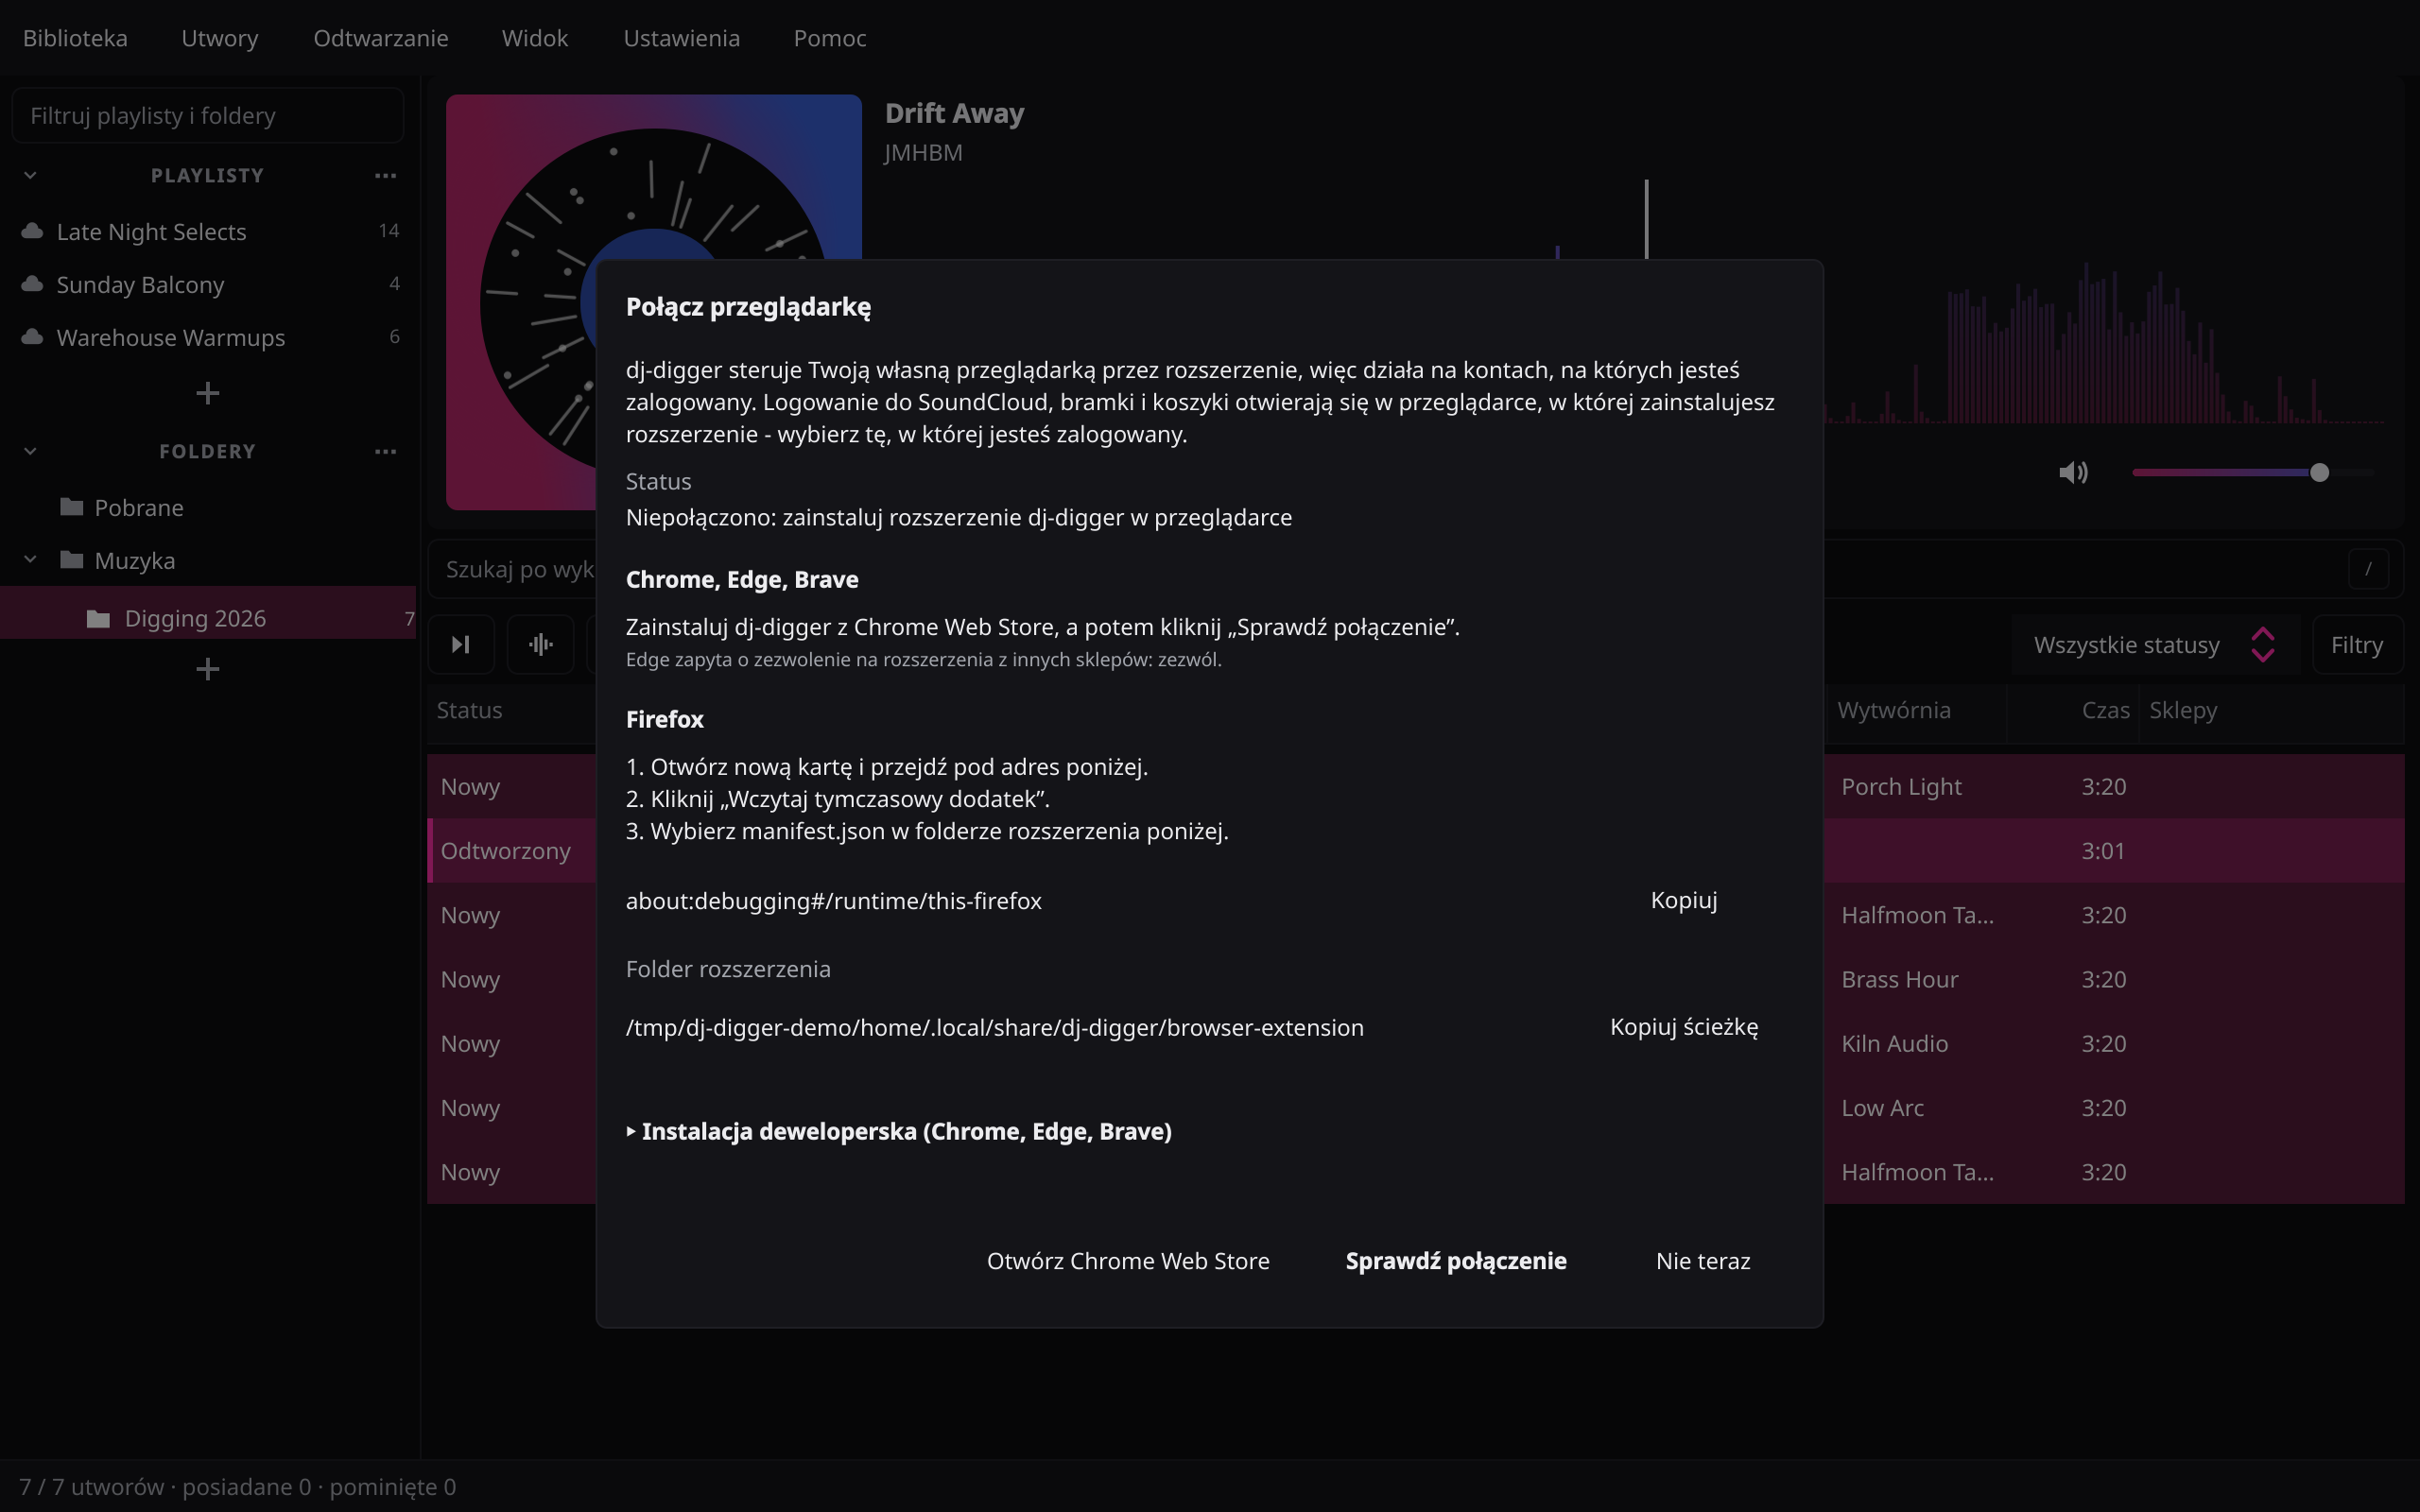 Biblioteka Utwory Odtwarzanie Widok Ustawienia Pomoc
Filtruj playlisty i foldery
PLAYLISTY
Late Night Selects 14
Sunday Balcony 4
Warehouse Warmups 6
FOLDERY
Pobrane
Muzyka
Digging 2026 7
Drift Away
JMHBM
Szukaj po wyk
/
Wszystkie statusy
Filtry
Status Wytwórnia Czas Sklepy
Nowy Porch Light 3:20
Odtworzony 3:01
Nowy Halfmoon Ta... 3:20
Nowy Brass Hour 3:20
Nowy Kiln Audio 3:20
Nowy Low Arc 3:20
Nowy Halfmoon Ta... 3:20
Połącz przeglądarkę
dj-digger steruje Twoją własną przeglądarką przez rozszerzenie, więc działa na kontach, na których jesteś
zalogowany. Logowanie do SoundCloud, bramki i koszyki otwierają się w przeglądarce, w której zainstalujesz
rozszerzenie - wybierz tę, w której jesteś zalogowany.
Status
Niepołączono: zainstaluj rozszerzenie dj-digger w przeglądarce
Chrome, Edge, Brave
Zainstaluj dj-digger z Chrome Web Store, a potem kliknij „Sprawdź połączenie”.
Edge zapyta o zezwolenie na rozszerzenia z innych sklepów: zezwól.
Firefox
1. Otwórz nową kartę i przejdź pod adres poniżej.
2. Kliknij „Wczytaj tymczasowy dodatek”.
3. Wybierz manifest.json w folderze rozszerzenia poniżej.
about:debugging#/runtime/this-firefox Kopiuj
Folder rozszerzenia
/tmp/dj-digger-demo/home/.local/share/dj-digger/browser-extension Kopiuj ścieżkę
Instalacja deweloperska (Chrome, Edge, Brave)
Otwórz Chrome Web Store Sprawdź połączenie Nie teraz
7 / 7 utworów · posiadane 0 · pominięte 0